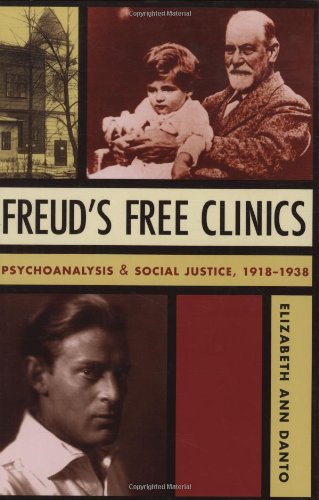 FREUD'S FREE CLINICS
PSYCHOANALYSIS & SOCIAL JUSTICE, 1918–1938
ELIZABETH ANN DANTO